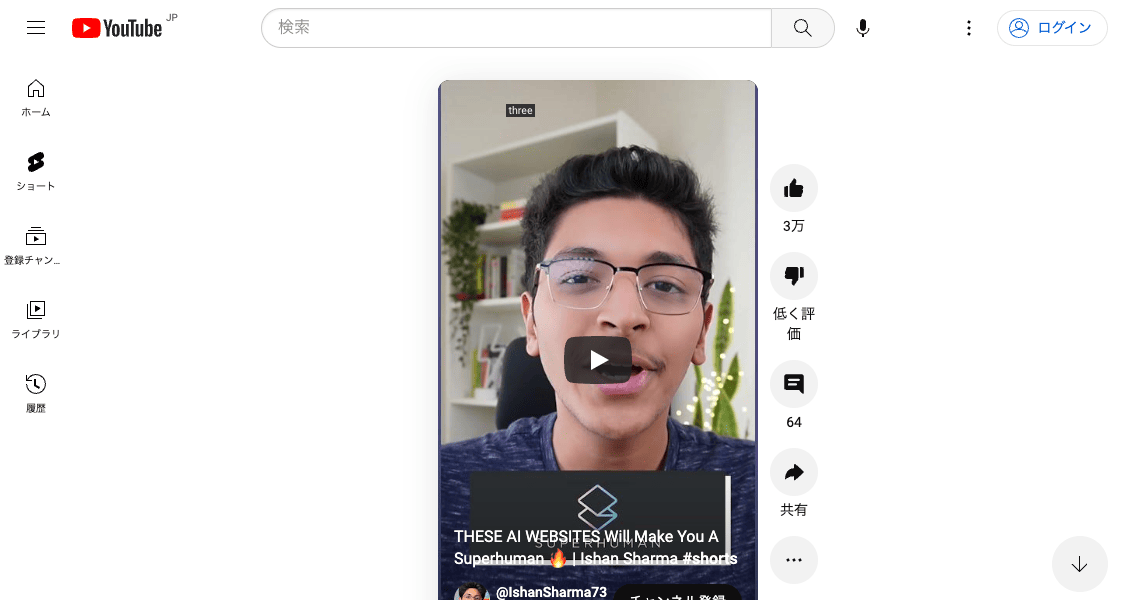 YouTube JP
検索
ログイン
ホーム
ショート
登録チャン...
ライブラリ
履歴
three
SUPERHUMAN
THESE AI WEBSITES Will Make You A
Superhuman 🔥 | Ishan Sharma #shorts
@IshanSharma73
チャンネル登録
3万
低く評
価
64
共有